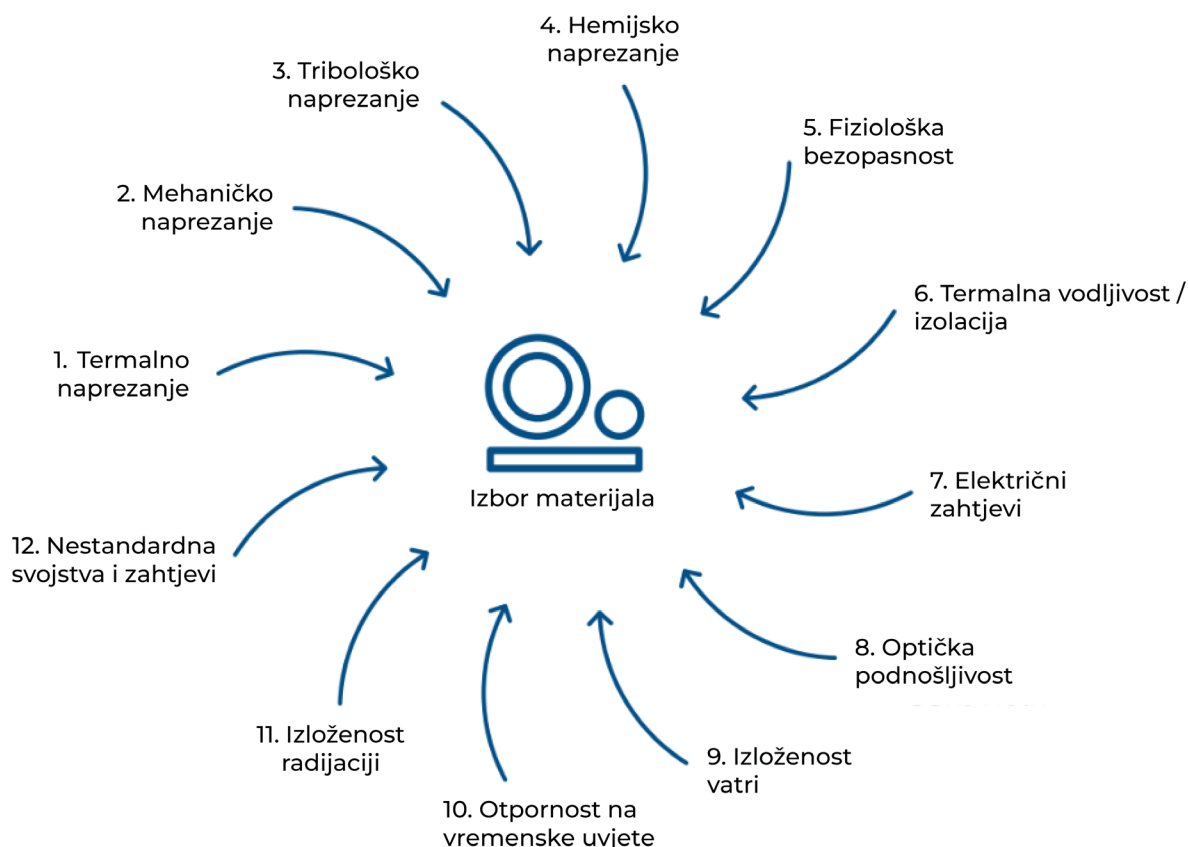 4. Hemijsko
naprezanje
3. Tribološko
naprezanje
5. Fiziološka
bezopasnost
2. Mehaničko
naprezanje
6. Termalna vodljivost /
izolacija
1. Termalno
naprezanje
7. Električni
zahtjevi
Izbor materijala
12. Nestandardna
svojstva i zahtjevi
8. Optička
podnošljivost
11. Izloženost
radijaciji
9. Izloženost
vatri
10. Otpornost na
vremenske uvjete